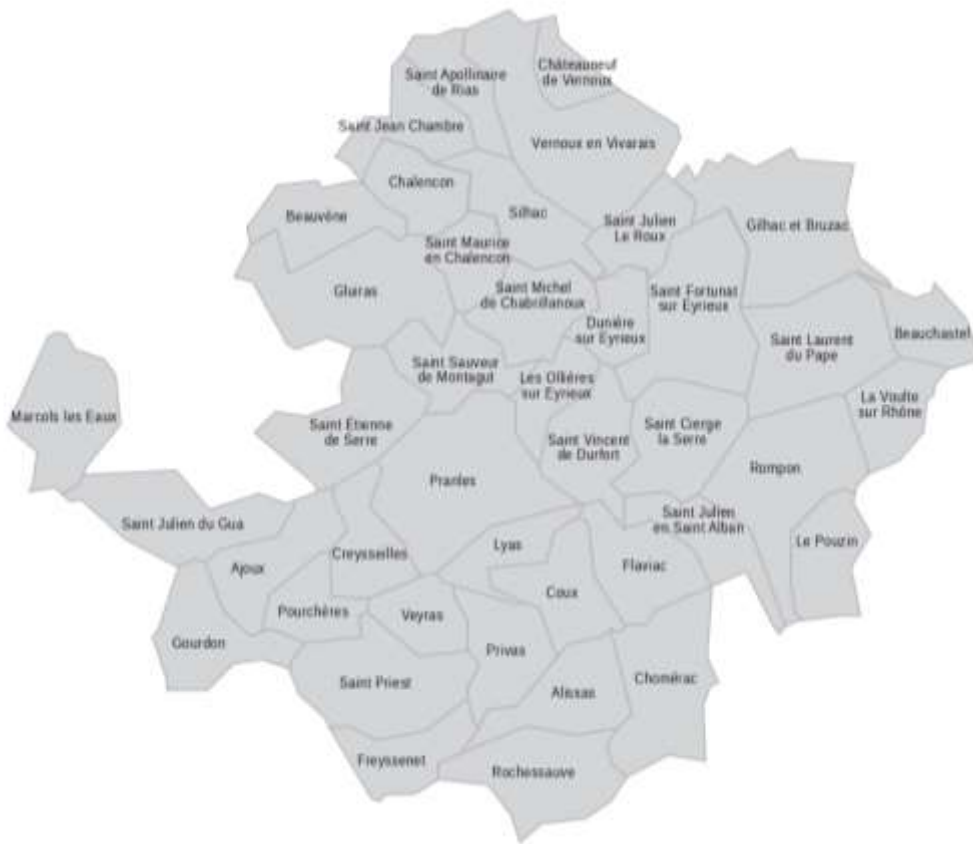 Châteauneuf
de Vernoux
Saint Apollinaire
de Rias
Saint Jean Chambre
Vernoux en Vivarais
Chalencon
Beauvène
Silhac
Saint Julien
Le Roux
Gilhac et Bruzac
Saint Maurice
en Chalencon
Gluiras
Saint Michel
de Chabrillanoux
Saint Fortunat
sur Eyrieux
Dunière
sur Eyrieux
Saint Laurent
du Pape
Beauchastel
Saint Sauveur
de Montagut
Les Ollières
sur Eyrieux
La Voulte
sur Rhône
Marcols les Eaux
Saint Étienne
de Serre
Saint Vincent
de Durfort
Saint Cierge
la Serre
Rompon
Pranles
Saint Julien du Gua
Saint Julien
en Saint Alban
Le Pouzin
Creysseilles
Lyas
Ajoux
Flaviac
Coux
Pourchères
Veyras
Gourdon
Privas
Saint Priest
Alissas
Chomérac
Freyssenet
Rochessauve